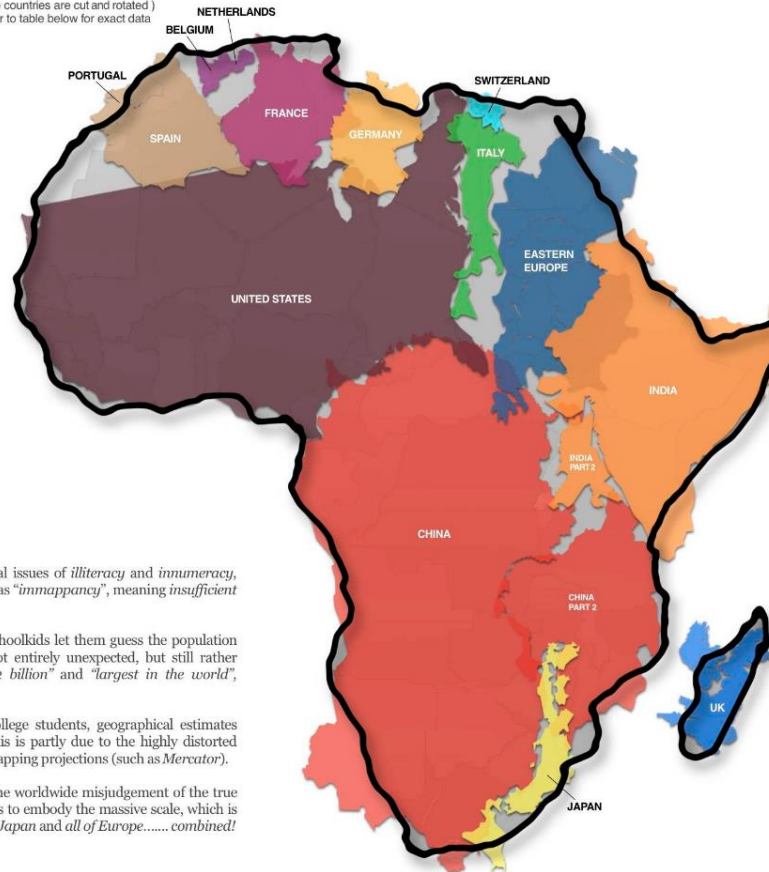 e countries are cut and rotated )
r to table below for exact data
NETHERLANDS
BELGIUM
PORTUGAL
SWITZERLAND
SPAIN
FRANCE
GERMANY
ITALY
EASTERN
EUROPE
UNITED STATES
INDIA
INDIA
PART 2
CHINA
CHINA
PART 2
UK
JAPAN
al issues of illiteracy and innumeracy,
as "immappancy", meaning insufficient
hoolkids let them guess the population
ot entirely unexpected, but still rather
billion" and "largest in the world",
llege students, geographical estimates
is is partly due to the highly distorted
apping projections (such as Mercator).
he worldwide misjudgement of the true
s to embody the massive scale, which is
Japan and all of Europe....... combined!